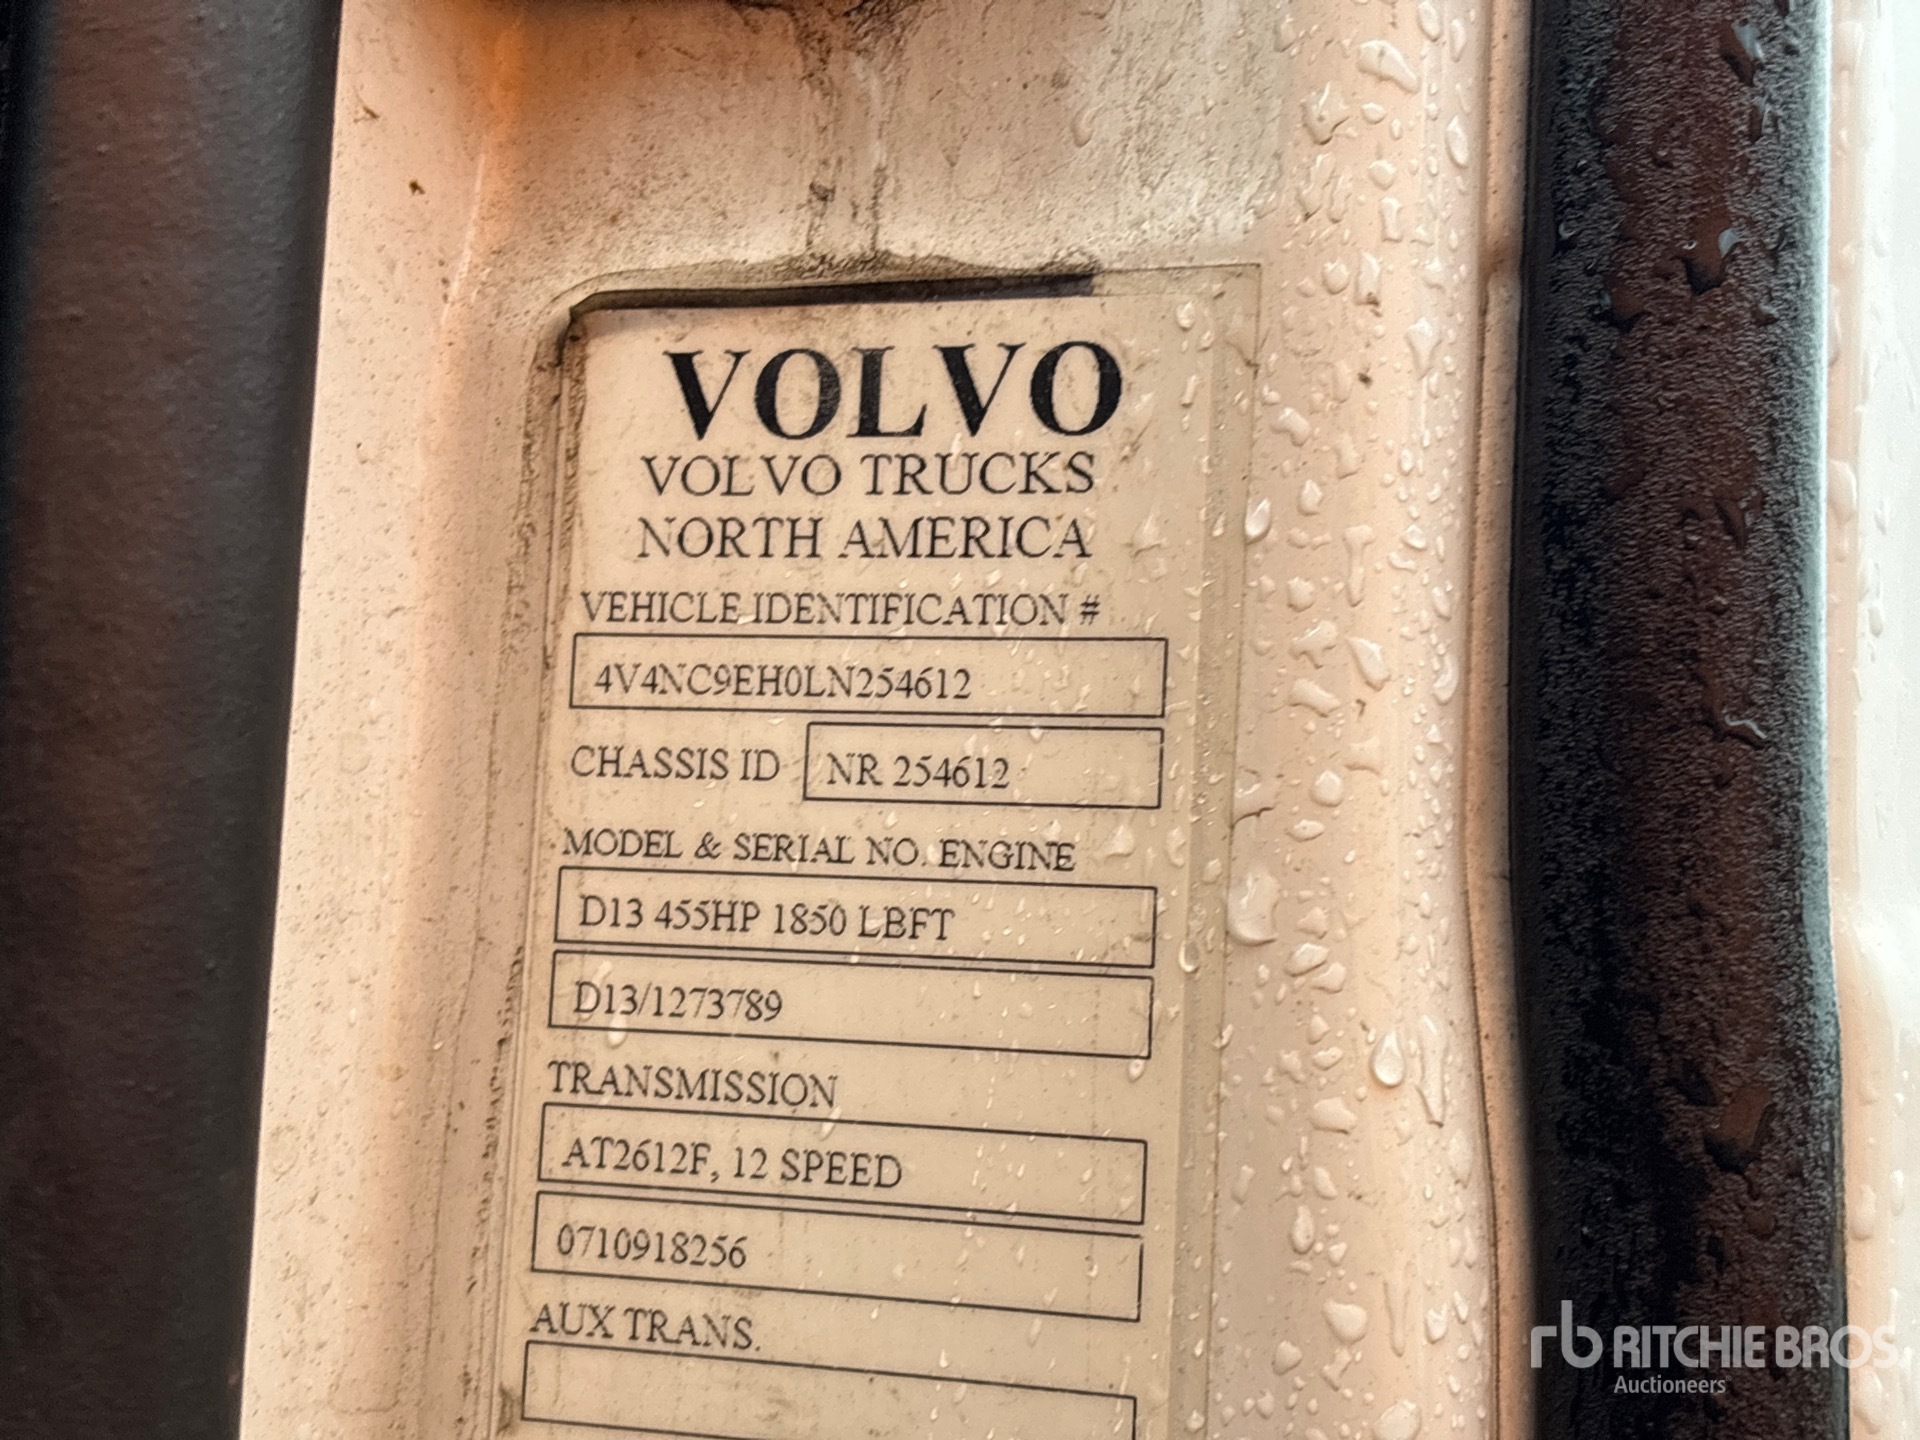 VOLVO
VOLVO TRUCKS
NORTH AMERICA
VEHICLE IDENTIFICATION #
4V4NC9EH0LN254612
CHASSIS ID NR 254612
MODEL & SERIAL NO. ENGINE
D13 455HP 1850 LBFT
D13/1273789
TRANSMISSION
AT2612F, 12 SPEED
0710918256
AUX TRANS.
rb RITCHIE BROS.
Auctioneers